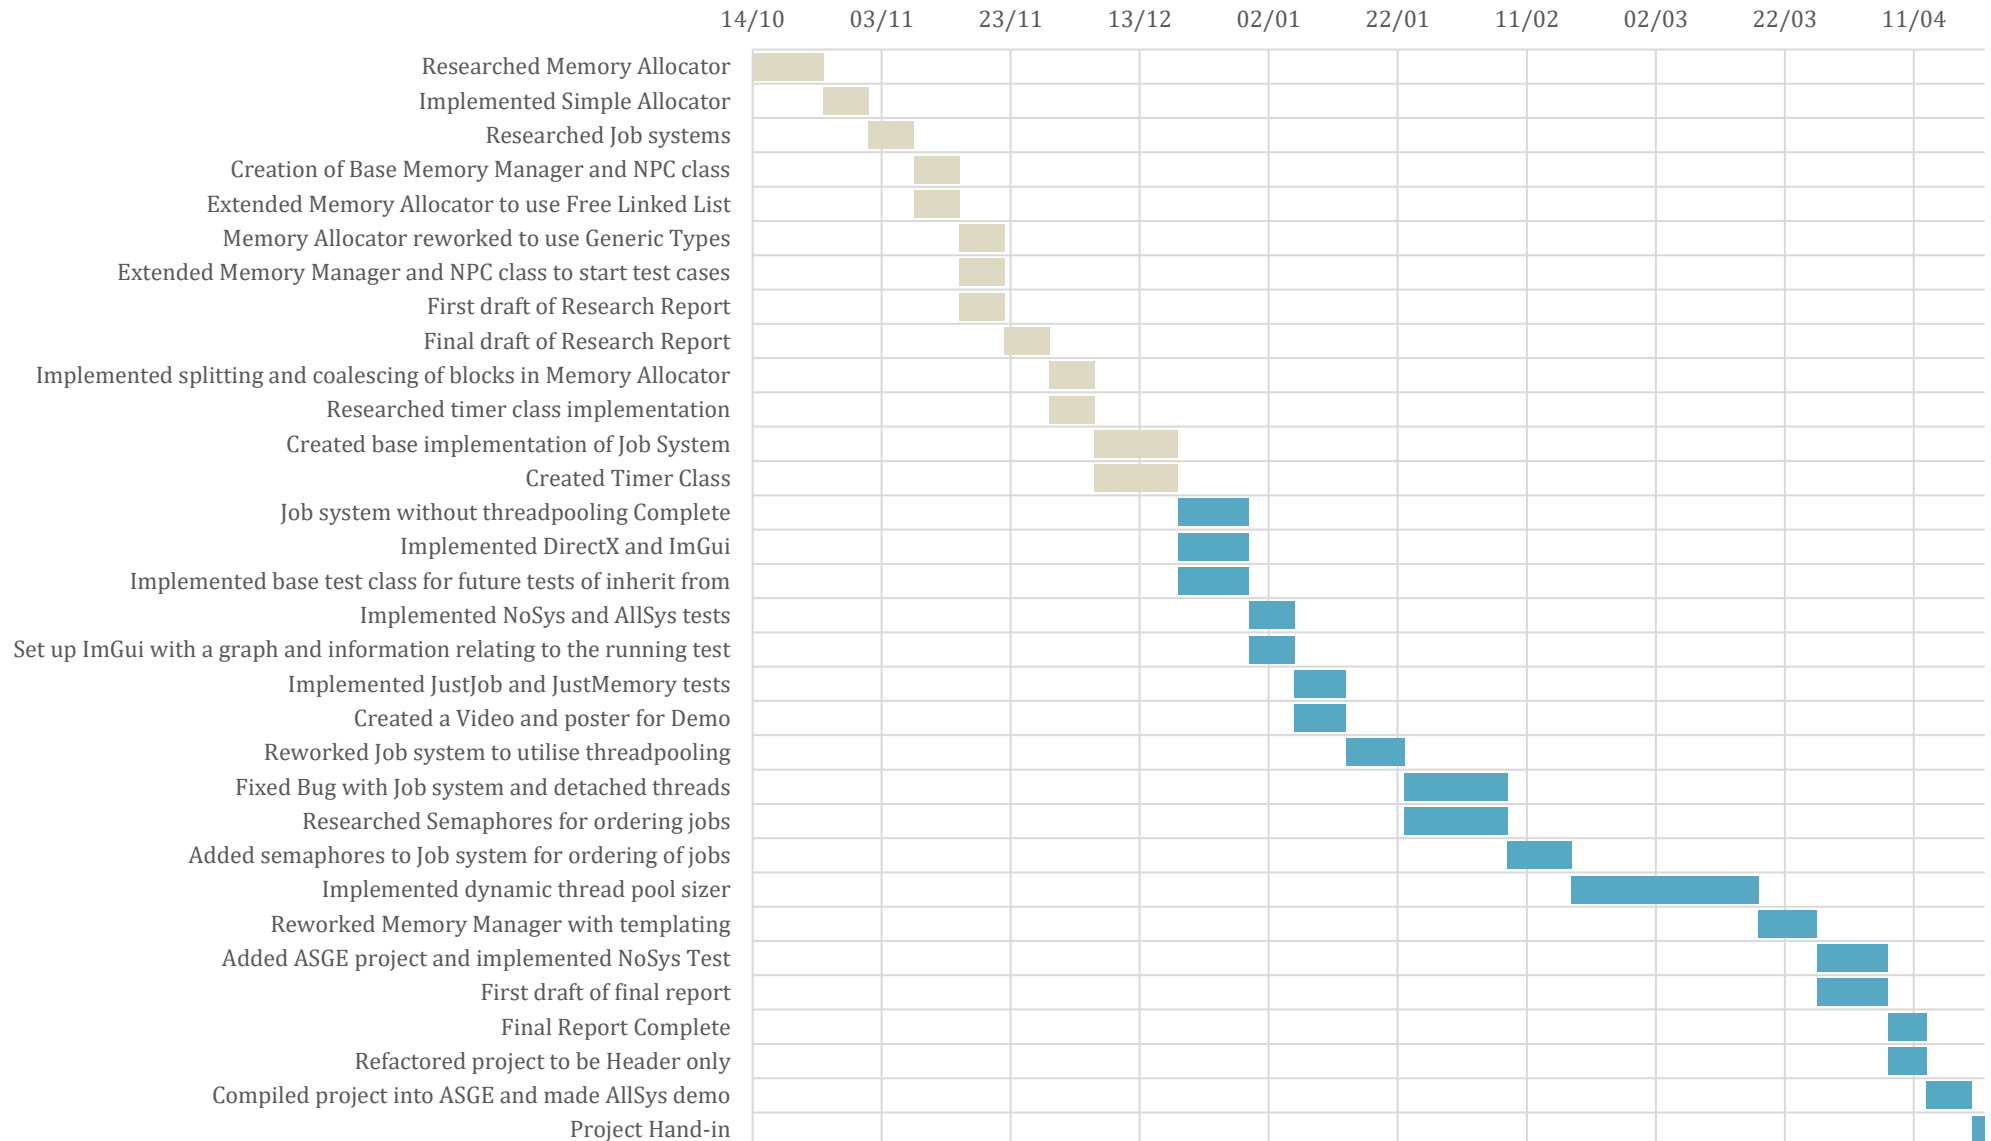 14/10 03/11 23/11 13/12 02/01 22/01 11/02 02/03 22/03 11/04
Researched Memory Allocator
Implemented Simple Allocator
Researched Job systems
Creation of Base Memory Manager and NPC class
Extended Memory Allocator to use Free Linked List
Memory Allocator reworked to use Generic Types
Extended Memory Manager and NPC class to start test cases
First draft of Research Report
Final draft of Research Report
Implemented splitting and coalescing of blocks in Memory Allocator
Researched timer class implementation
Created base implementation of Job System
Created Timer Class
Job system without threadpooling Complete
Implemented DirectX and ImGui
Implemented base test class for future tests of inherit from
Implemented NoSys and AllSys tests
Set up ImGui with a graph and information relating to the running test
Implemented JustJob and JustMemory tests
Created a Video and poster for Demo
Reworked Job system to utilise threadpooling
Fixed Bug with Job system and detached threads
Researched Semaphores for ordering jobs
Added semaphores to Job system for ordering of jobs
Implemented dynamic thread pool sizer
Reworked Memory Manager with templating
Added ASGE project and implemented NoSys Test
First draft of final report
Final Report Complete
Refactored project to be Header only
Compiled project into ASGE and made AllSys demo
Project Hand-in